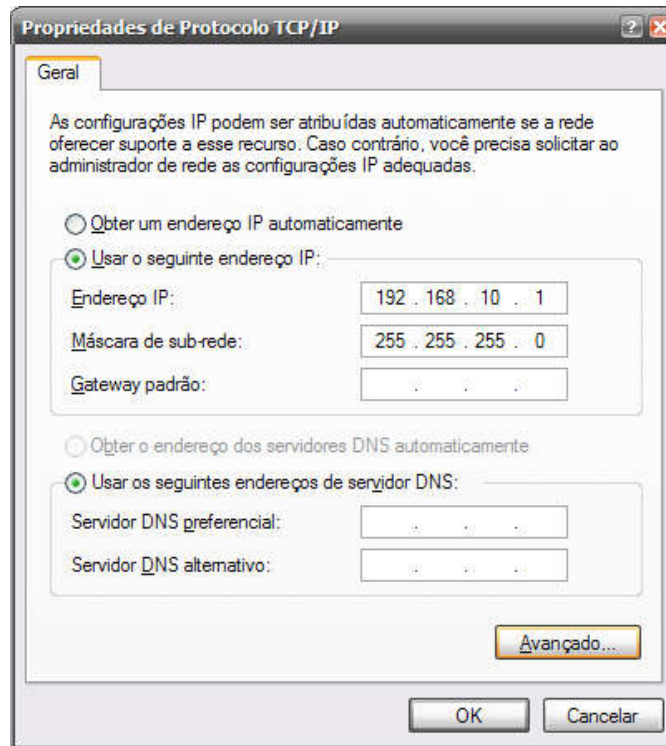 Propriedades de Protocolo TCP/IP
Geral
As configurações IP podem ser atribuídas automaticamente se a rede
oferecer suporte a esse recurso. Caso contrário, você precisa solicitar ao
administrador de rede as configurações IP adequadas.
Obter um endereço IP automaticamente
Usar o seguinte endereço IP:
Endereço IP: 192 . 168 . 10 . 1
Máscara de sub-rede: 255 . 255 . 255 . 0
Gateway padrão: . . .
Obter o endereço dos servidores DNS automaticamente
Usar os seguintes endereços de servidor DNS:
Servidor DNS preferencial: . . .
Servidor DNS alternativo: . . .
Avançado...
OK Cancelar